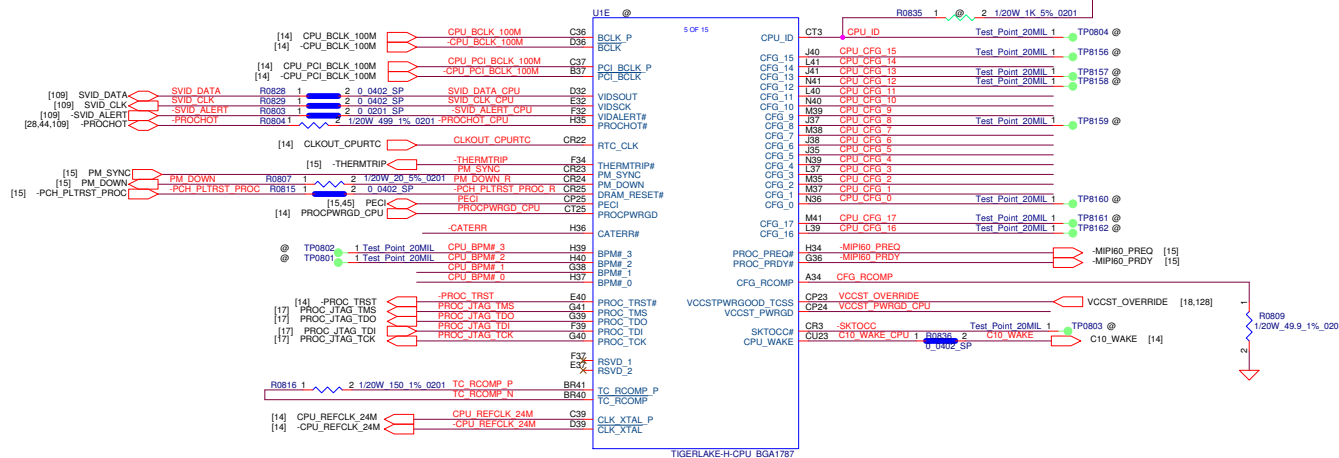 U1E @
5 OF 15
R0835 1 @ 2 1/20W_1K_5%_0201
[14] CPU_BCLK_100M CPU_BCLK_100M C36 BCLK_P
[14] -CPU_BCLK_100M -CPU_BCLK_100M D36 BCLK
[14] CPU_PCI_BCLK_100M CPU_PCI_BCLK_100M C37 PCI_BCLK_P
[14] -CPU_PCI_BCLK_100M -CPU_PCI_BCLK_100M B37 PCI_BCLK
[109] SVID_DATA SVID_DATA R0828 1 2 0_0402_SP SVID_DATA_CPU D32 VIDSOUT
[109] SVID_CLK SVID_CLK R0829 1 2 0_0402_SP SVID_CLK_CPU E32 VIDSCK
[109] -SVID_ALERT -SVID_ALERT R0803 1 2 0_0201_SP -SVID_ALERT_CPU F32 VIDALERT#
[28,44,109] -PROCHOT -PROCHOT R0804 1 2 1/20W_499_1%_0201 -PROCHOT_CPU H35 PROCHOT#
[14] CLKOUT_CPURTC CLKOUT_CPURTC CR22 RTC_CLK
[15] -THERMTRIP -THERMTRIP F34 THERMTRIP#
[15] PM_SYNC PM_SYNC CR23 PM_SYNC
[15] PM_DOWN PM_DOWN R0807 1 2 1/20W_20_5%_0201 PM_DOWN_R CR24 PM_DOWN
[15] -PCH_PLTRST_PROC -PCH_PLTRST_PROC R0815 1 2 0_0402_SP -PCH_PLTRST_PROC_R CR25 DRAM_RESET#
[15,45] PECI PECI CP25 PECI
[14] PROCPWRGD_CPU PROCPWRGD_CPU CT25 PROCPWRGD
-CATERR H36 CATERR#
@ TP0802 1 Test_Point_20MIL CPU_BPM#_3 H39 BPM#_3
@ TP0801 1 Test_Point_20MIL CPU_BPM#_2 H40 BPM#_2
CPU_BPM#_1 G38 BPM#_1
CPU_BPM#_0 H37 BPM#_0
[14] -PROC_TRST -PROC_TRST E40 PROC_TRST#
[17] PROC_JTAG_TMS PROC_JTAG_TMS G41 PROC_TMS
[17] PROC_JTAG_TDO PROC_JTAG_TDO G39 PROC_TDO
[17] PROC_JTAG_TDI PROC_JTAG_TDI F39 PROC_TDI
[17] PROC_JTAG_TCK PROC_JTAG_TCK G40 PROC_TCK
F37 RSVD_1
E37 RSVD_2
R0816 1 2 1/20W_150_1%_0201 TC_RCOMP_P BR41 TC_RCOMP_P
TC_RCOMP_N BR40 TC_RCOMP
[14] CPU_REFCLK_24M CPU_REFCLK_24M C39 CLK_XTAL_P
[14] -CPU_REFCLK_24M -CPU_REFCLK_24M D39 CLK_XTAL
CPU_ID CT3 CPU_ID Test_Point_20MIL 1 TP0804 @
CFG_15 J40 CPU_CFG_15 Test_Point_20MIL 1 TP8156 @
CFG_14 L41 CPU_CFG_14
CFG_13 J41 CPU_CFG_13 Test_Point_20MIL 1 TP8157 @
CFG_12 N41 CPU_CFG_12 Test_Point_20MIL 1 TP8158 @
CFG_11 L40 CPU_CFG_11
CFG_10 N40 CPU_CFG_10
CFG_9 M39 CPU_CFG_9
CFG_8 J37 CPU_CFG_8 Test_Point_20MIL 1 TP8159 @
CFG_7 M38 CPU_CFG_7
CFG_6 J38 CPU_CFG_6
CFG_5 J35 CPU_CFG_5
CFG_4 N39 CPU_CFG_4
CFG_3 L37 CPU_CFG_3
CFG_2 M35 CPU_CFG_2
CFG_1 M37 CPU_CFG_1
CFG_0 N36 CPU_CFG_0 Test_Point_20MIL 1 TP8160 @
CFG_17 M41 CPU_CFG_17 Test_Point_20MIL 1 TP8161 @
CFG_16 L39 CPU_CFG_16 Test_Point_20MIL 1 TP8162 @
PROC_PREQ# H34 -MIPI60_PREQ -MIPI60_PREQ [15]
PROC_PRDY# G36 -MIPI60_PRDY -MIPI60_PRDY [15]
CFG_RCOMP A34 CFG_RCOMP
VCCSTPWRGOOD_TCSS CP23 VCCST_OVERRIDE VCCST_OVERRIDE [18,128]
VCCST_PWRGD CP24 VCCST_PWRGD_CPU
SKTOCC# CR3 -SKTOCC Test_Point_20MIL 1 TP0803 @
CPU_WAKE CU23 C10_WAKE_CPU 1 R0836 2 C10_WAKE C10_WAKE [14]
0_0402_SP
1
R0809
1/20W_49.9_1%_020
2
TIGERLAKE-H-CPU_BGA1787